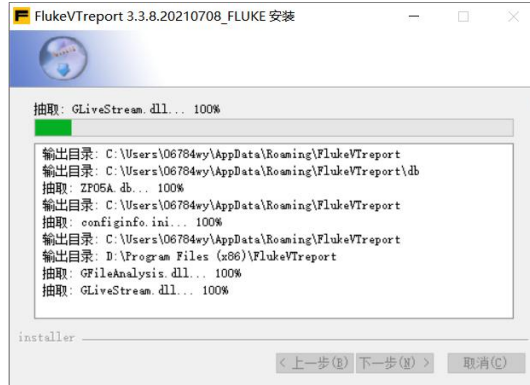 FlukeVTreport 3.3.8.20210708_FLUKE 安装
抽取: GLiveStream.dll... 100%
输出目录: C:\Users\06784wy\AppData\Roaming\FlukeVTreport
输出目录: C:\Users\06784wy\AppData\Roaming\FlukeVTreport\db
抽取: ZP05A.db... 100%
输出目录: C:\Users\06784wy\AppData\Roaming\FlukeVTreport
抽取: configinfo.ini... 100%
输出目录: C:\Users\06784wy\AppData\Roaming\FlukeVTreport
输出目录: D:\Program Files (x86)\FlukeVTreport
抽取: GFileAnalysis.dll... 100%
抽取: GLiveStream.dll... 100%
installer
< 上一步(B) 下一步(N) > 取消(C)